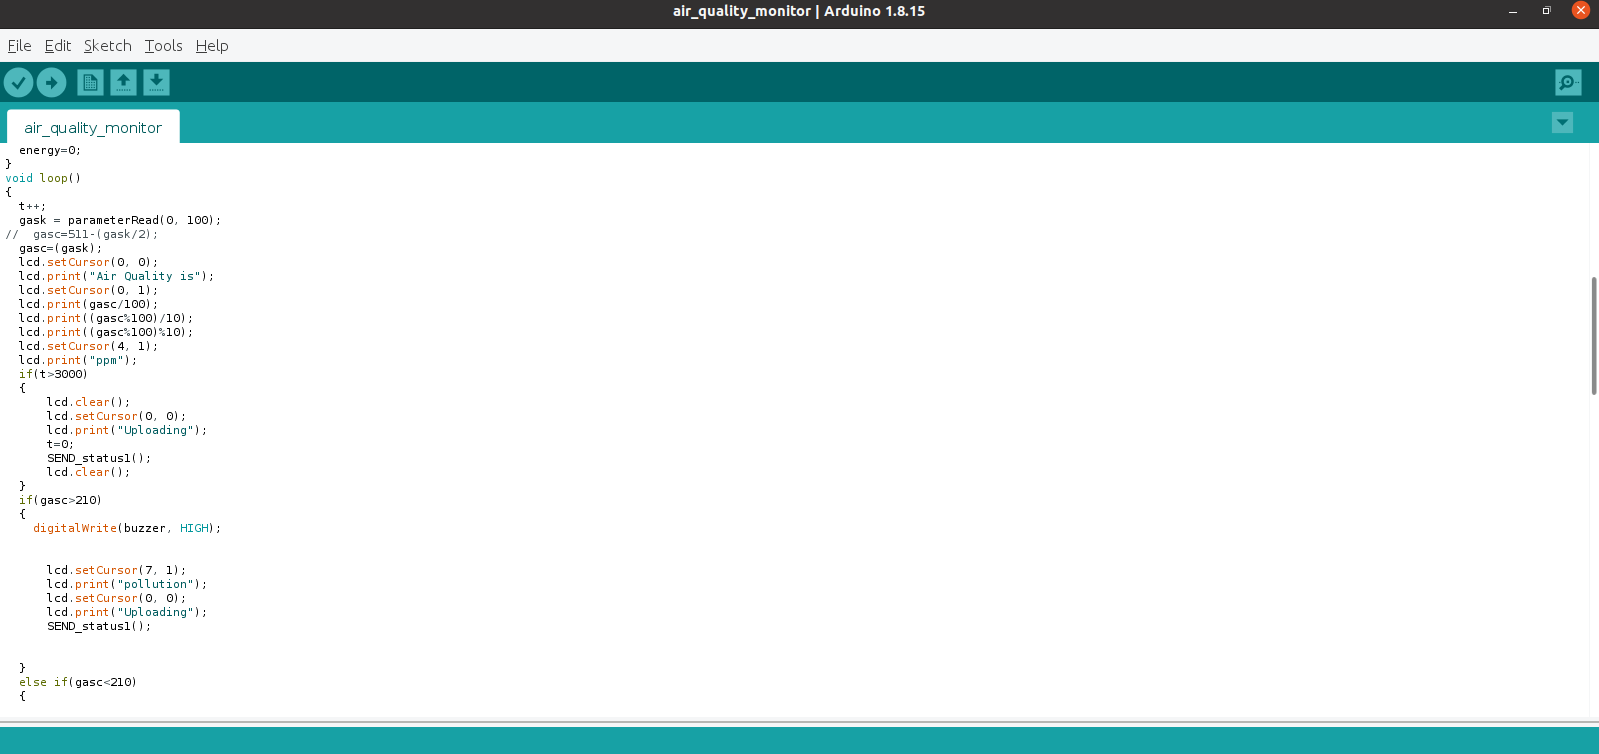 air_quality_monitor | Arduino 1.8.15
File Edit Sketch Tools Help
air_quality_monitor
  energy=0;
}
void loop()
{
  t++;
  gask = parameterRead(0, 100);
//  gasc=511-(gask/2);
  gasc=(gask);
  lcd.setCursor(0, 0);
  lcd.print("Air Quality is");
  lcd.setCursor(0, 1);
  lcd.print(gasc/100);
  lcd.print((gasc%100)/10);
  lcd.print((gasc%100)%10);
  lcd.setCursor(4, 1);
  lcd.print("ppm");
  if(t>3000)
  {
      lcd.clear();
      lcd.setCursor(0, 0);
      lcd.print("Uploading");
      t=0;
      SEND_status1();
      lcd.clear();
  }
  if(gasc>210)
  {
    digitalWrite(buzzer, HIGH);
      lcd.setCursor(7, 1);
      lcd.print("pollution");
      lcd.setCursor(0, 0);
      lcd.print("Uploading");
      SEND_status1();
  }
  else if(gasc<210)
  {